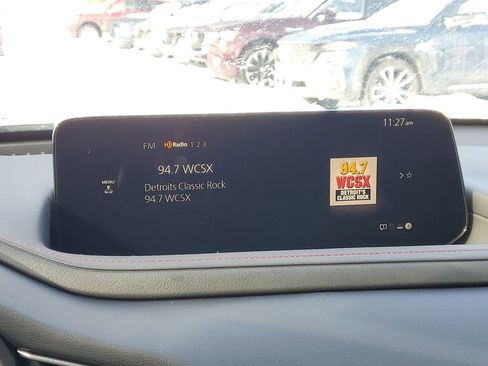 11:27 am
FM HD Radio 1 2 3
94.7 WCSX
MENU
Detroits Classic Rock
94.7 WCSX
94.7
WCSX
DETROIT'S
CLASSIC ROCK